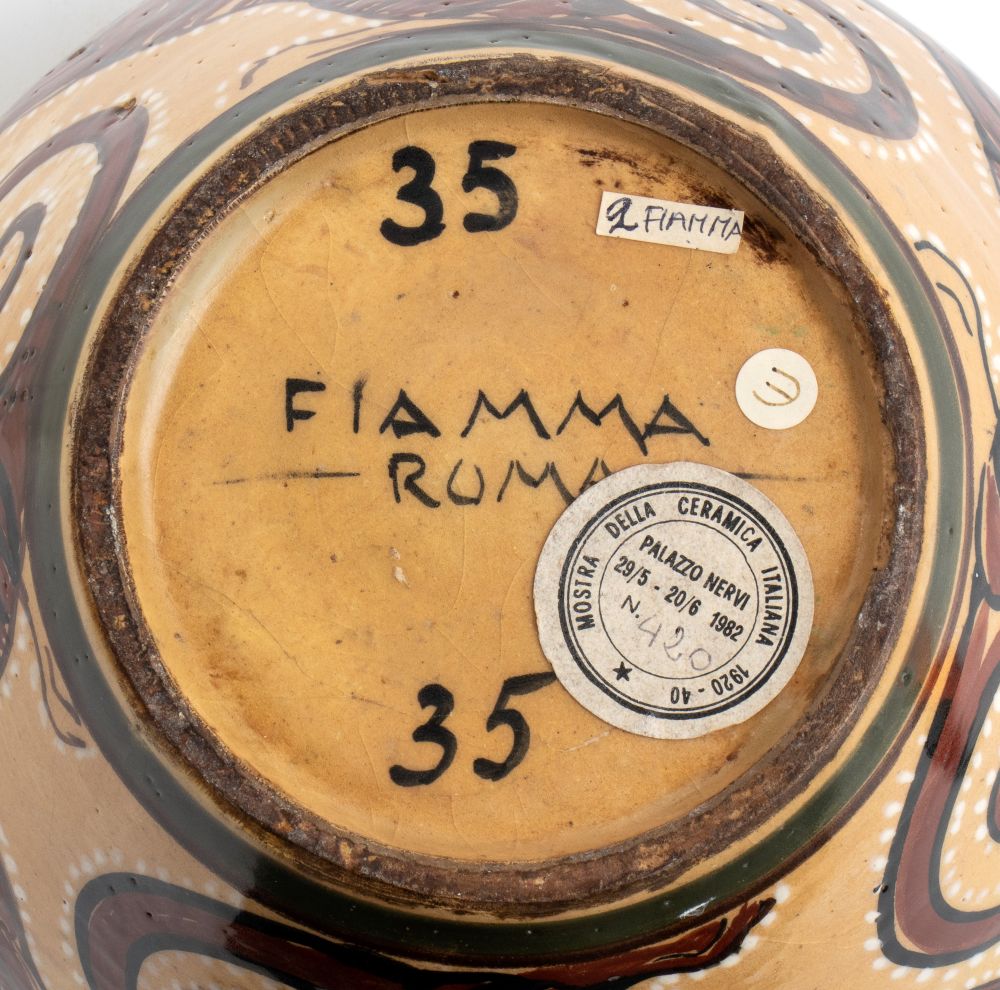 35
2 FIAMMA
FIAMMA
ROMA
MOSTRA DELLA CERAMICA ITALIANA 1920-40
PALAZZO NERVI
29/5 - 20/6 1982
N. 420
35